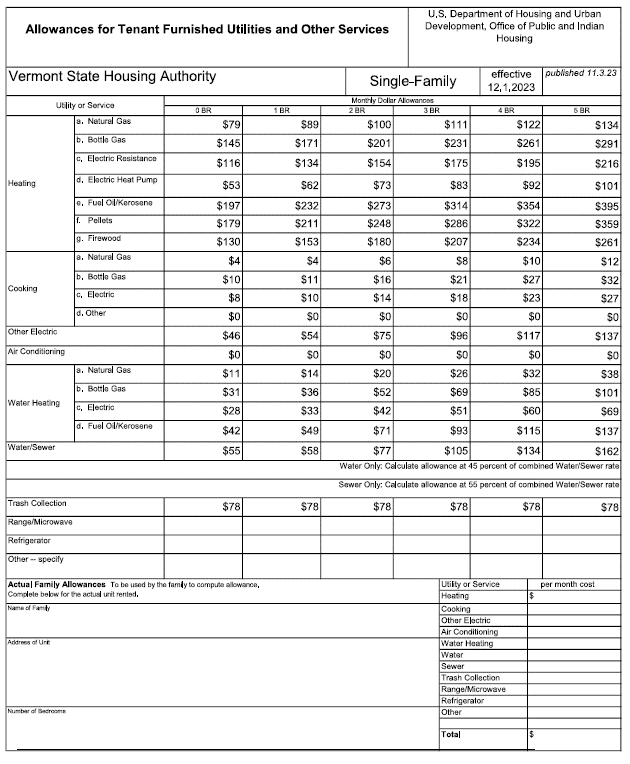 Allowances for Tenant Furnished Utilities and Other Services
U,S, Department of Housing and Urban
Development, Office of Public and Indian
Housing
Vermont State Housing Authority
Single-Family
effective
12,1,2023
published 11.3.23
Utility or Service
Monthly Dollar Allowances
0 BR 1 BR 2 BR 3 BR 4 BR 5 BR
Heating
a. Natural Gas $79 $89 $100 $111 $122 $134
b. Bottle Gas $145 $171 $201 $231 $261 $291
c, Electric Resistance $116 $134 $154 $175 $195 $216
d. Electric Heat Pump $53 $62 $73 $83 $92 $101
e. Fuel Oil/Kerosene $197 $232 $273 $314 $354 $395
f. Pellets $179 $211 $248 $286 $322 $359
g. Firewood $130 $153 $180 $207 $234 $261
Cooking
a. Natural Gas $4 $4 $6 $8 $10 $12
b. Bottle Gas $10 $11 $16 $21 $27 $32
c, Electric $8 $10 $14 $18 $23 $27
d. Other $0 $0 $0 $0 $0 $0
Other Electric $46 $54 $75 $96 $117 $137
Air Conditioning $0 $0 $0 $0 $0 $0
Water Heating
a. Natural Gas $11 $14 $20 $26 $32 $38
b. Bottle Gas $31 $36 $52 $69 $85 $101
c, Electric $28 $33 $42 $51 $60 $69
d. Fuel Oil/Kerosene $42 $49 $71 $93 $115 $137
Water/Sewer $55 $58 $77 $105 $134 $162
Water Only: Calculate allowance at 45 percent of combined Water/Sewer rate
Sewer Only: Calculate allowance at 55 percent of combined Water/Sewer rate
Trash Collection $78 $78 $78 $78 $78 $78
Range/Microwave
Refrigerator
Other -- specify
Actual Family Allowances To be used by the family to compute allowance,
Complete below for the actual unit rented.
Name of Family
Address of Unit
Number of Bedrooms
Utility or Service per month cost
Heating $
Cooking
Other Electric
Air Conditioning
Water Heating
Water
Sewer
Trash Collection
Range/Microwave
Refrigerator
Other
Total $